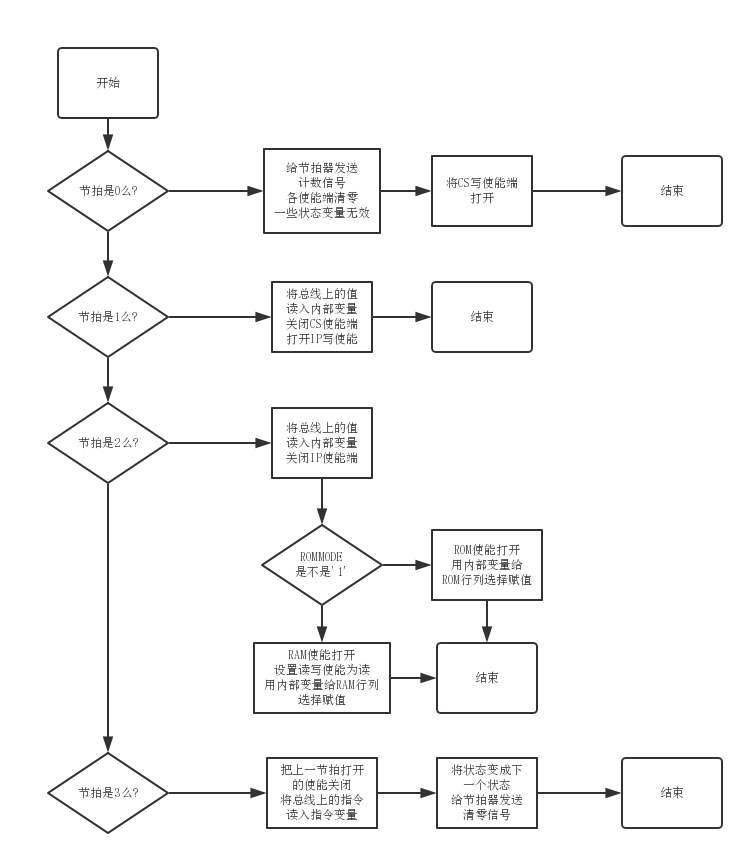 开始
节拍是0么?
给节拍器发送
计数信号
各使能端清零
一些状态变量无效
将CS写使能端
打开
结束
节拍是1么?
将总线上的值
读入内部变量
关闭CS使能端
打开IP写使能
结束
节拍是2么?
将总线上的值
读入内部变量
关闭IP使能端
ROMMODE
是不是'1'
ROM使能打开
用内部变量给
ROM行列选择赋值
RAM使能打开
设置读写使能为读
用内部变量给RAM行列
选择赋值
结束
节拍是3么?
把上一节拍打开
的使能关闭
将总线上的指令
读入指令变量
将状态变成下
一个状态
给节拍器发送
清零信号
结束